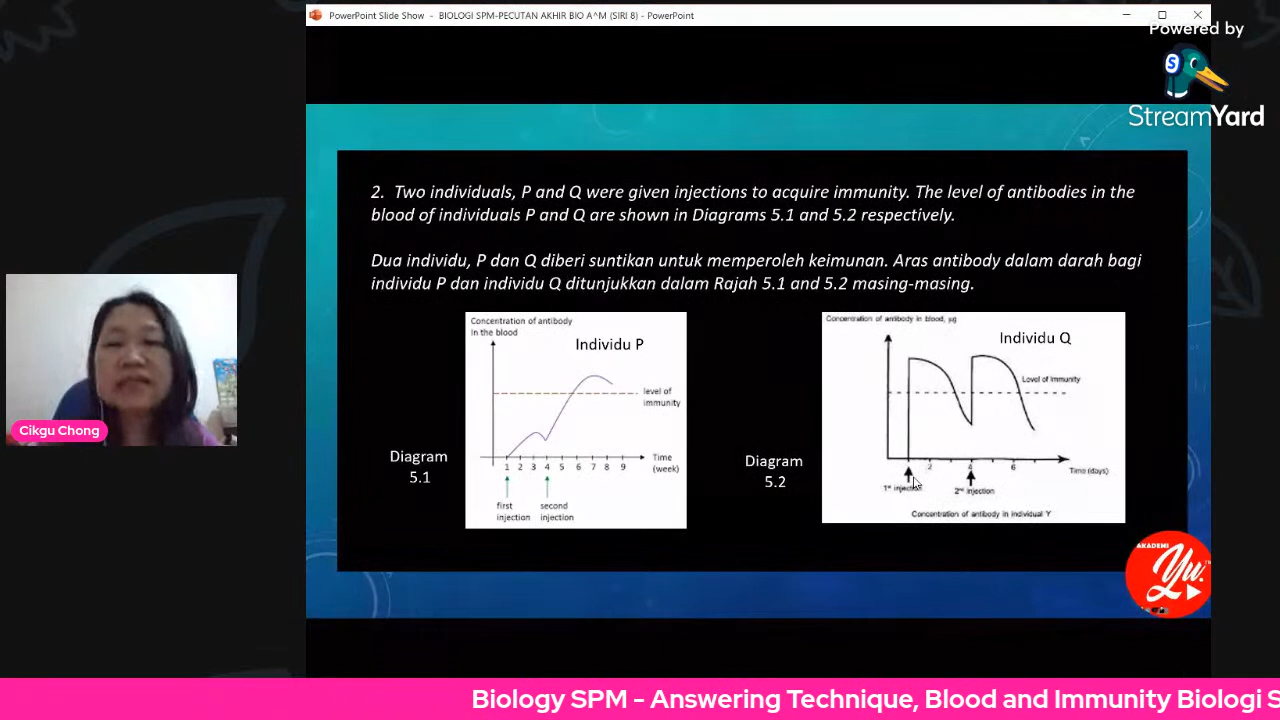 PowerPoint Slide Show - BIOLOGI SPM-PECUTAN AKHIR BIO A^M (SIRI 8) - PowerPoint
Powered by
S
StreamYard
2. Two individuals, P and Q were given injections to acquire immunity. The level of antibodies in the
blood of individuals P and Q are shown in Diagrams 5.1 and 5.2 respectively.
Dua individu, P dan Q diberi suntikan untuk memperoleh keimunan. Aras antibody dalam darah bagi
individu P dan individu Q ditunjukkan dalam Rajah 5.1 and 5.2 masing-masing.
Concentration of antibody
in the blood
Individu P
level of
immunity
Time
(week)
1 2 3 4 5 6 7 8 9
first
injection
second
injection
Diagram
5.1
Concentration of antibody in blood, µg
Individu Q
Level of immunity
2 4 6
Time (days)
1st injection
2nd injection
Concentration of antibody in individual Y
Diagram
5.2
Cikgu Chong
AKADEMI
Yu.
Biology SPM - Answering Technique, Blood and Immunity Biologi S